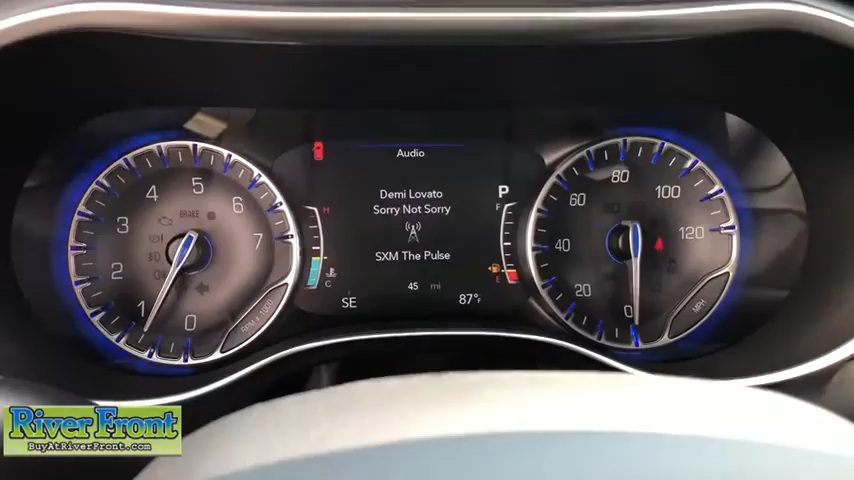 Audio
Demi Lovato
Sorry Not Sorry
SXM The Pulse
45 mi
SE
87°F
P
H
C
F
E
0
1
2
3
4
5
6
7
RPM x 1000
BRAKE
0
20
40
60
80
100
120
MPH
River Front
BuyAtRiverFront.com